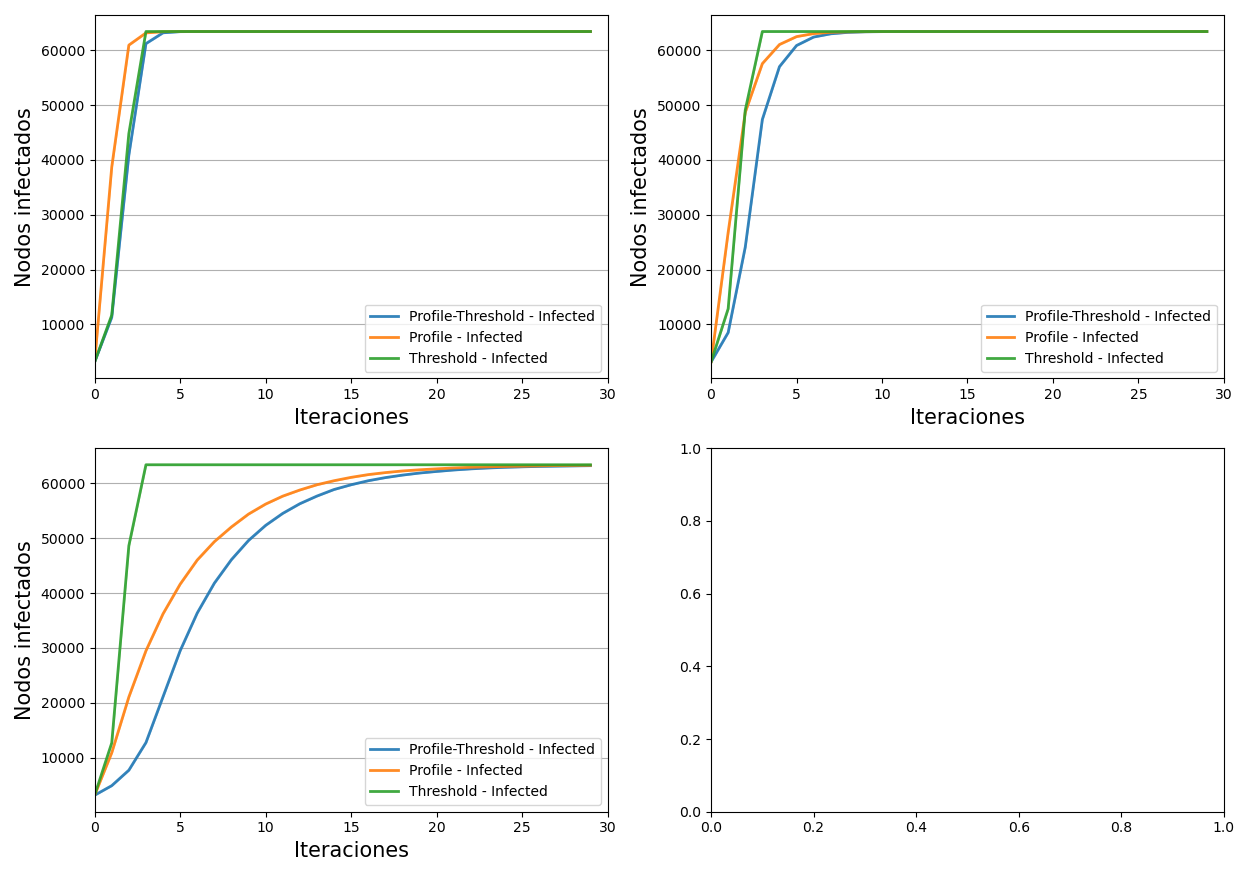 60000
50000
40000
30000
20000
10000
Nodos infectados
Profile-Threshold - Infected
Profile - Infected
Threshold - Infected
0 5 10 15 20 25 30
Iteraciones
60000
50000
40000
30000
20000
10000
Nodos infectados
Profile-Threshold - Infected
Profile - Infected
Threshold - Infected
0 5 10 15 20 25 30
Iteraciones
60000
50000
40000
30000
20000
10000
Nodos infectados
Profile-Threshold - Infected
Profile - Infected
Threshold - Infected
0 5 10 15 20 25 30
Iteraciones
1.0
0.8
0.6
0.4
0.2
0.0
0.0 0.2 0.4 0.6 0.8 1.0